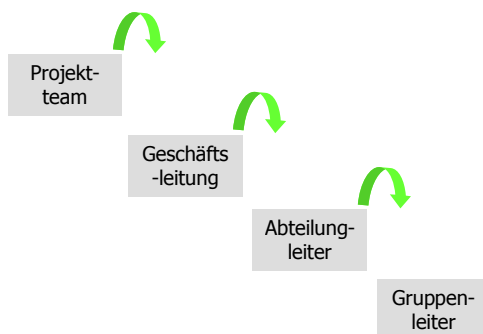 Projekt-
team
Geschäfts
-leitung
Abteilung-
leiter
Gruppen-
leiter